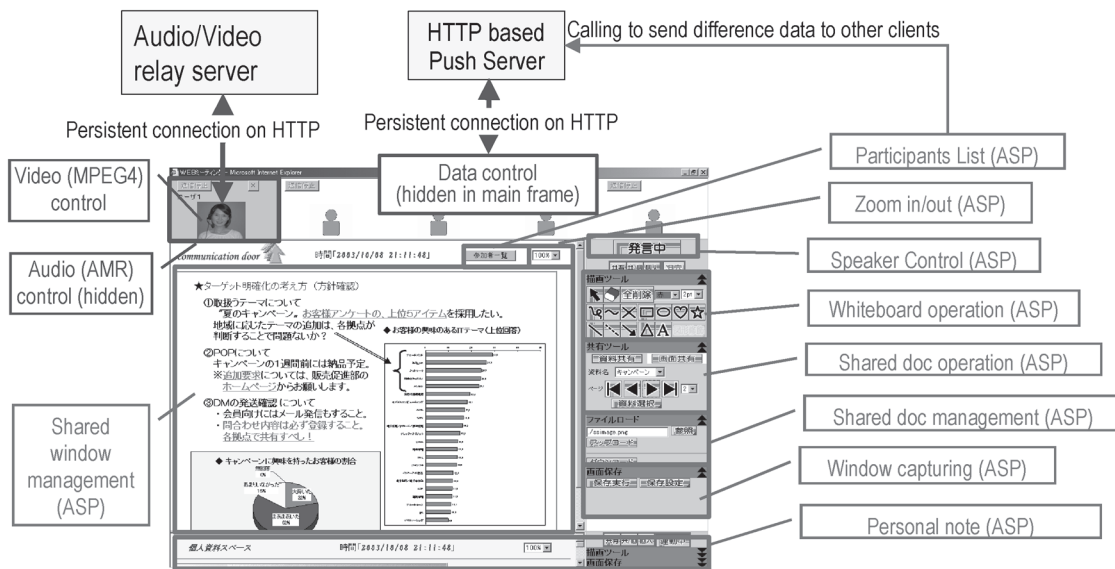 Audio/Video
relay server
HTTP based
Push Server
Calling to send difference data to other clients
Persistent connection on HTTP
Persistent connection on HTTP
Video (MPEG4)
control
Data control
(hidden in main frame)
Participants List (ASP)
Zoom in/out (ASP)
Audio (AMR)
control (hidden)
Speaker Control (ASP)
Whiteboard operation (ASP)
Shared doc operation (ASP)
Shared doc management (ASP)
Window capturing (ASP)
Personal note (ASP)
Shared
window
management
(ASP)
Microsoft Internet Explorer
ユーザ1
communication door
時間「2003/10/08 21:11:48」
参加者一覧
100%
発言中
★ターゲット明確化の考え方（方針確認）
①取扱うテーマについて
"夏のキャンペーン。お客様アンケートの、上位5アイテムを採用したい。
地域に応じたテーマの追加は、各拠点が
判断することで問題ないか？
◆お客様の興味のあるITテーマ(上位回答)
②POPについて
キャンペーンの1週間前には納品予定。
※追加要求については、販売促進部の
ホームページからお願いします。
③DMの発送確認について
・会員向けにはメール発信もすること。
・問合わせ内容は必ず登録すること。
各拠点で共有すべし！
◆キャンペーンに興味を持ったお客様の割合
描画ツール
全削除
2pt
A
共有ツール
資料共有
画面共有
資料名
キャンペーン
ページ
2
資料選択
ファイルロード
/ssimage.png
参照
画面保存
保存実行
保存設定
個人資料スペース
時間「2003/10/08 21:11:48」
100%
描画ツール
画面保存